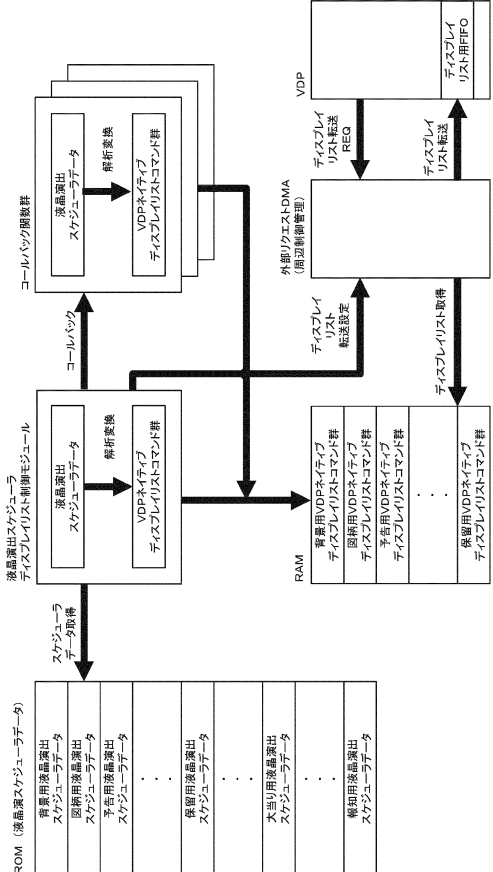 ROM （液晶演スケジューラデータ）
背景用液晶演出
スケジューラデータ
図柄用液晶演出
スケジューラデータ
予告用液晶演出
スケジューラデータ
・・・
保留用液晶演出
スケジューラデータ
・・・
大当り用液晶演出
スケジューラデータ
・・・
報知用液晶演出
スケジューラデータ
スケジューラ
データ取得
液晶演出スケジューラ
ディスプレイリスト制御モジュール
液晶演出
スケジューラデータ
解析変換
VDPネイティブ
ディスプレイリストコマンド群
コールバック
コールバック関数群
液晶演出
スケジューラデータ
解析変換
VDPネイティブ
ディスプレイリストコマンド群
RAM
背景用VDPネイティブ
ディスプレイリストコマンド群
図柄用VDPネイティブ
ディスプレイリストコマンド群
予告用VDPネイティブ
ディスプレイリストコマンド群
・・・
保留用VDPネイティブ
ディスプレイリストコマンド群
ディスプレイ
リスト
転送設定
ディスプレイリスト取得
外部リクエストDMA
（周辺制御管理）
ディスプレイ
リスト転送
REQ
ディスプレイ
リスト転送
VDP
ディスプレイ
リスト用FIFO